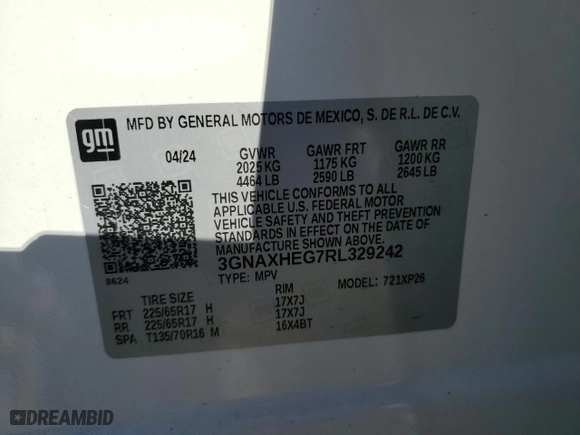 gm
MFD BY GENERAL MOTORS DE MEXICO, S. DE R.L. DE C.V.
04/24 GVWR GAWR FRT GAWR RR
2025 KG 1175 KG 1200 KG
4464 LB 2590 LB 2645 LB
THIS VEHICLE CONFORMS TO ALL
APPLICABLE U.S. FEDERAL MOTOR
VEHICLE SAFETY AND THEFT PREVENTION
STANDARDS IN EFFECT ON THE DATE OF
MANUFACTURE SHOWN ABOVE.
3GNAXHEG7RL329242
8624 TYPE: MPV MODEL: 721XP26
TIRE SIZE RIM
FRT 225/65R17 H 17X7J
RR 225/65R17 H 17X7J
SPA T135/70R16 M 16X4BT
DREAMBID